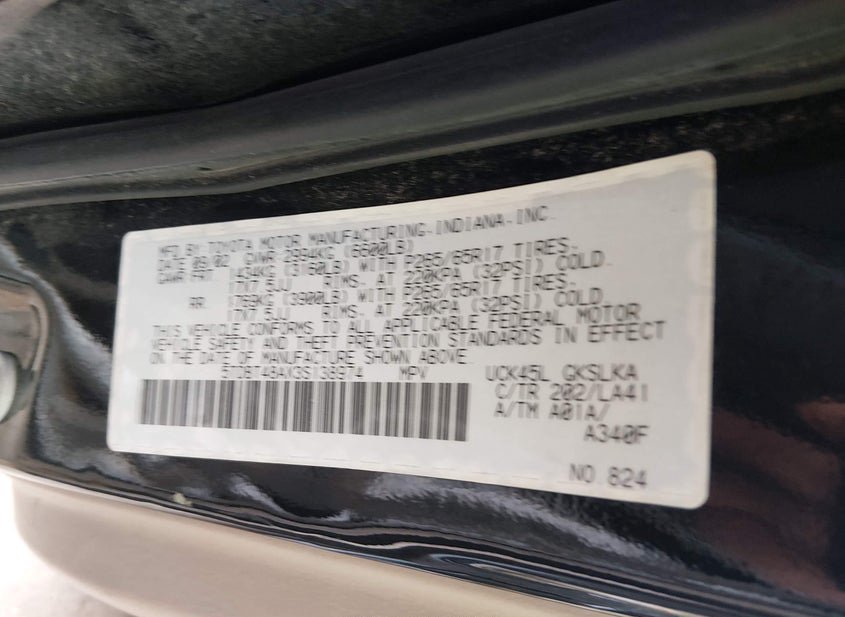 MFD. BY: TOYOTA MOTOR MANUFACTURING, INDIANA, INC.
DATE 09/02 GVWR 2994KG (6600LB)
GAWR FRT 1434KG (3160LB) WITH P265/65R17 TIRES,
17X7.5JJ RIMS, AT 220KPA (32PSI) COLD.
RR 1769KG (3900LB) WITH P265/65R17 TIRES,
17X7.5JJ RIMS, AT 220KPA (32PSI) COLD.
THIS VEHICLE CONFORMS TO ALL APPLICABLE FEDERAL MOTOR
VEHICLE SAFETY AND THEFT PREVENTION STANDARDS IN EFFECT
ON THE DATE OF MANUFACTURE SHOWN ABOVE.
5TDBT48AX3S138974 MPV UCK45L GKSLKA
C/TR 202/LA41
A/TM A01A/
A340F
NO 824